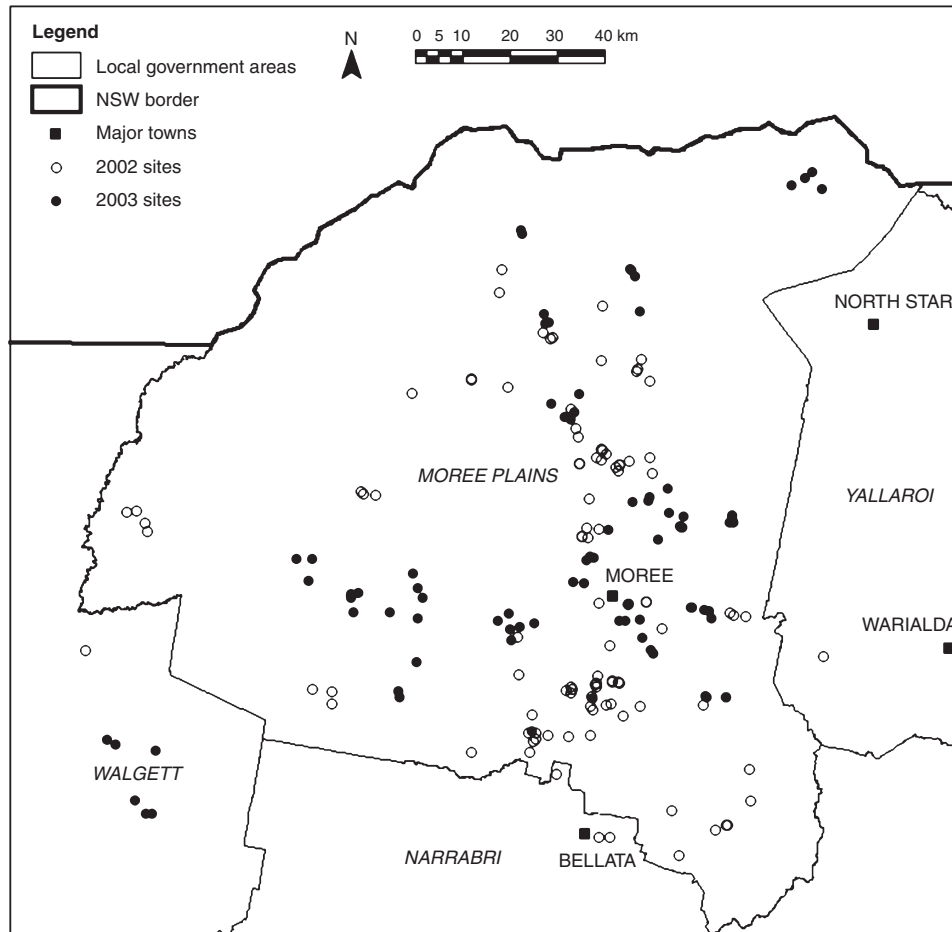 Legend
Local government areas
NSW border
Major towns
2002 sites
2003 sites
N
0 5 10 20 30 40 km
NORTH STAR
MOREE PLAINS
YALLAROI
MOREE
WARIALDA
WALGETT
NARRABRI
BELLATA